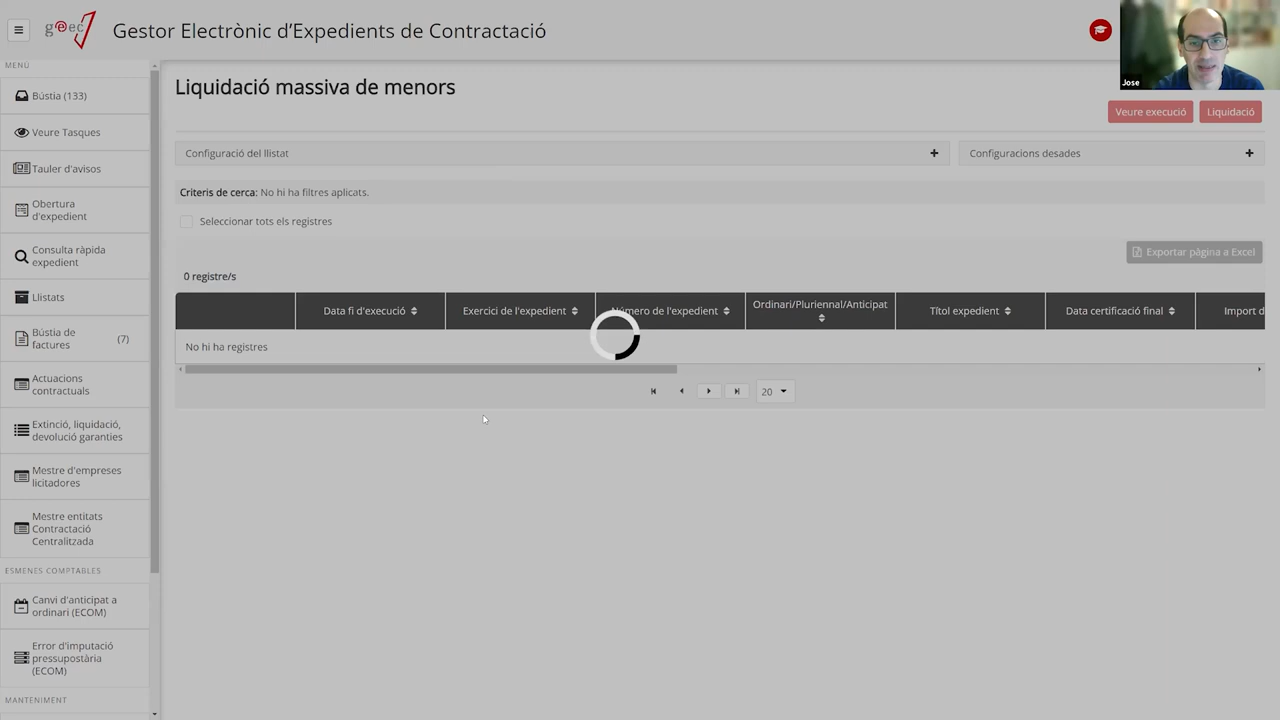 geec
Gestor Electrònic d'Expedients de Contractació
Jose
MENÚ
Bústia (133)
Veure Tasques
Tauler d'avisos
Obertura
d'expedient
Consulta ràpida
expedient
Llistats
Bústia de
factures
(7)
Actuacions
contractuals
Extinció, liquidació,
devolució garanties
Mestre d'empreses
licitadores
Mestre entitats
Contractació
Centralitzada
ESMENES COMPTABLES
Canvi d'anticipat a
ordinari (ECOM)
Error d'imputació
pressupostària
(ECOM)
MANTENIMENT
Liquidació massiva de menors
Veure execució
Liquidació
Configuració del llistat
Configuracions desades
Criteris de cerca: No hi ha filtres aplicats.
Seleccionar tots els registres
Exportar pàgina a Excel
0 registre/s
Data fi d'execució
Exercici de l'expedient
Número de l'expedient
Ordinari/Pluriennal/Anticipat
Títol expedient
Data certificació final
Import d
No hi ha registres
20